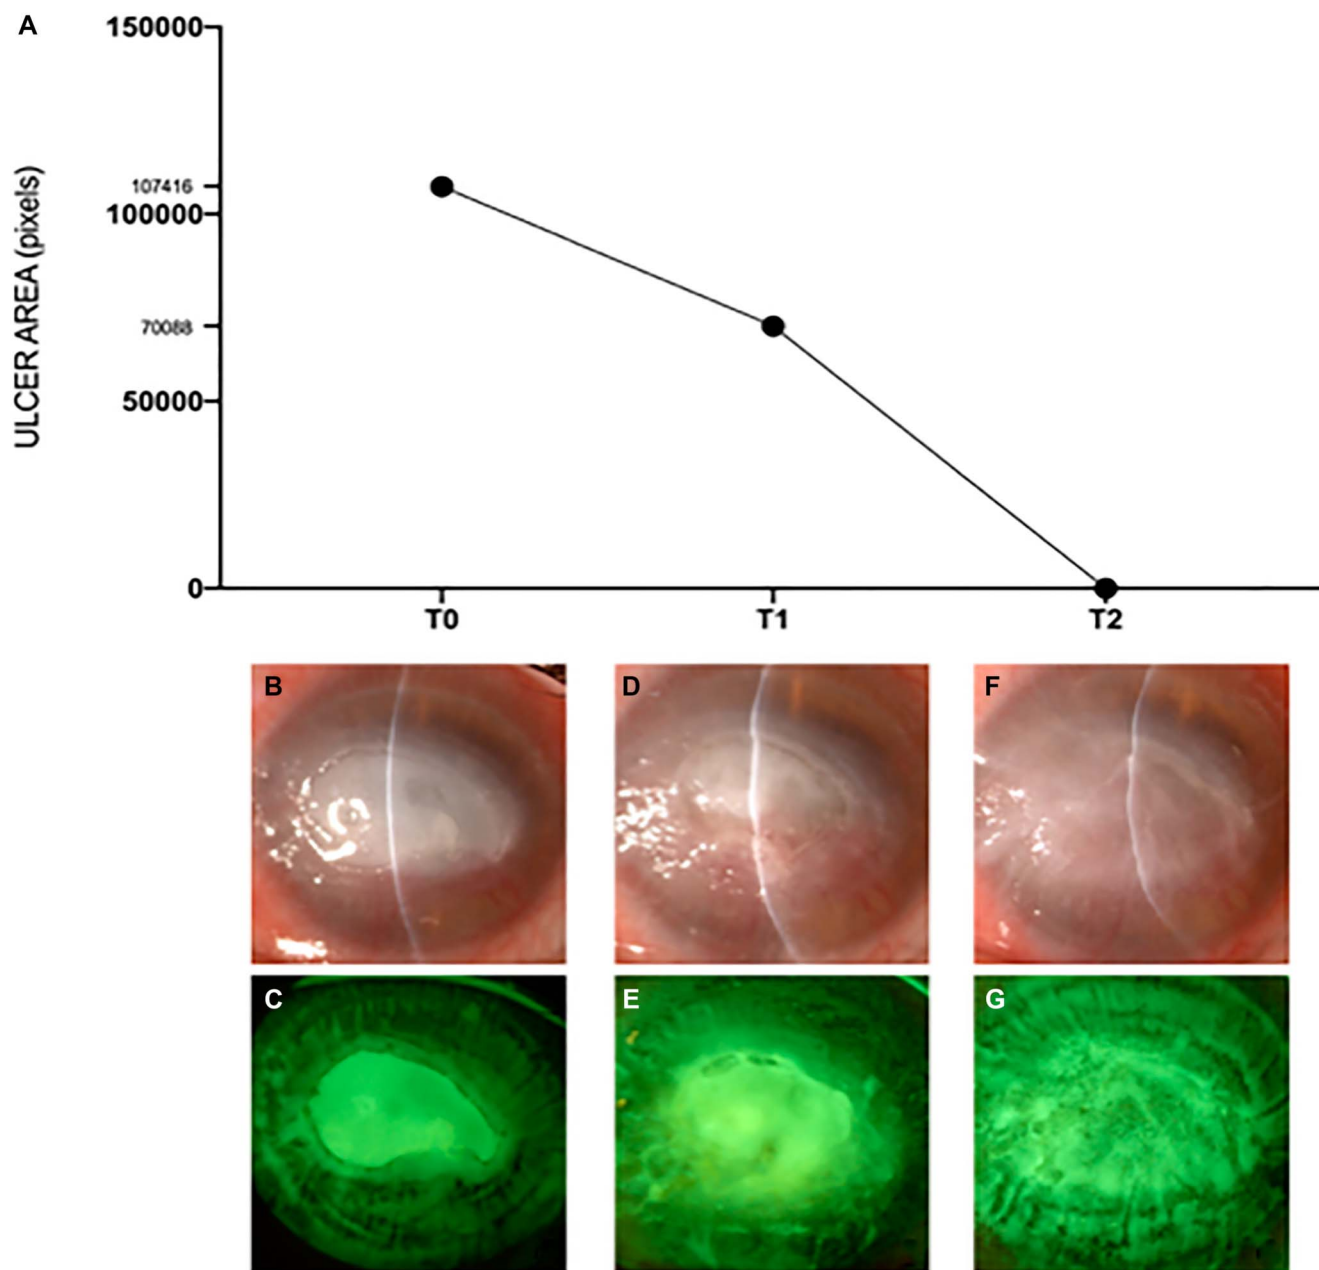 A
150000
107416
100000
70088
50000
0
ULCER AREA (pixels)
T0
T1
T2
B
D
F
C
E
G